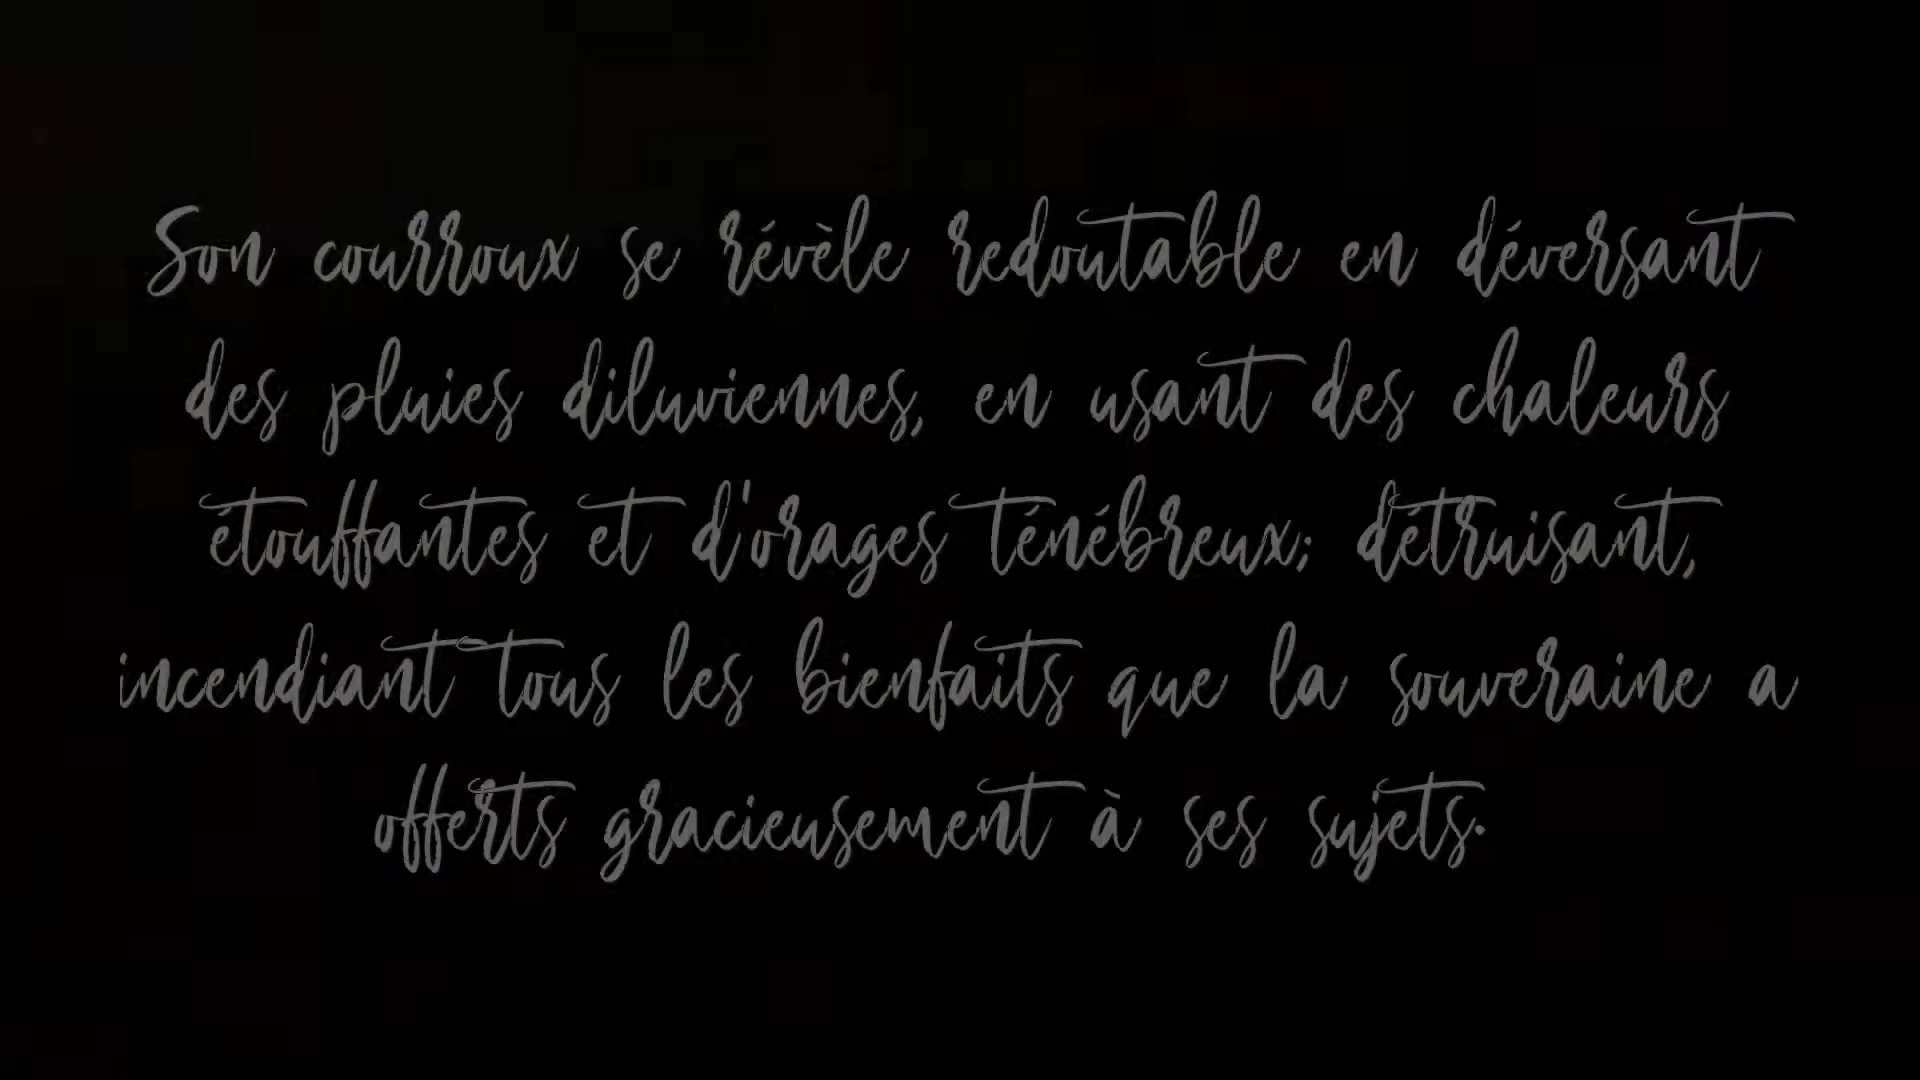 Son courroux se révèle redoutable en déversant
des pluies diluviennes, en usant des chaleurs
étouffantes et d'orages ténébreux; détruisant,
incendiant tous les bienfaits que la souveraine a
offerts gracieusement à ses sujets.